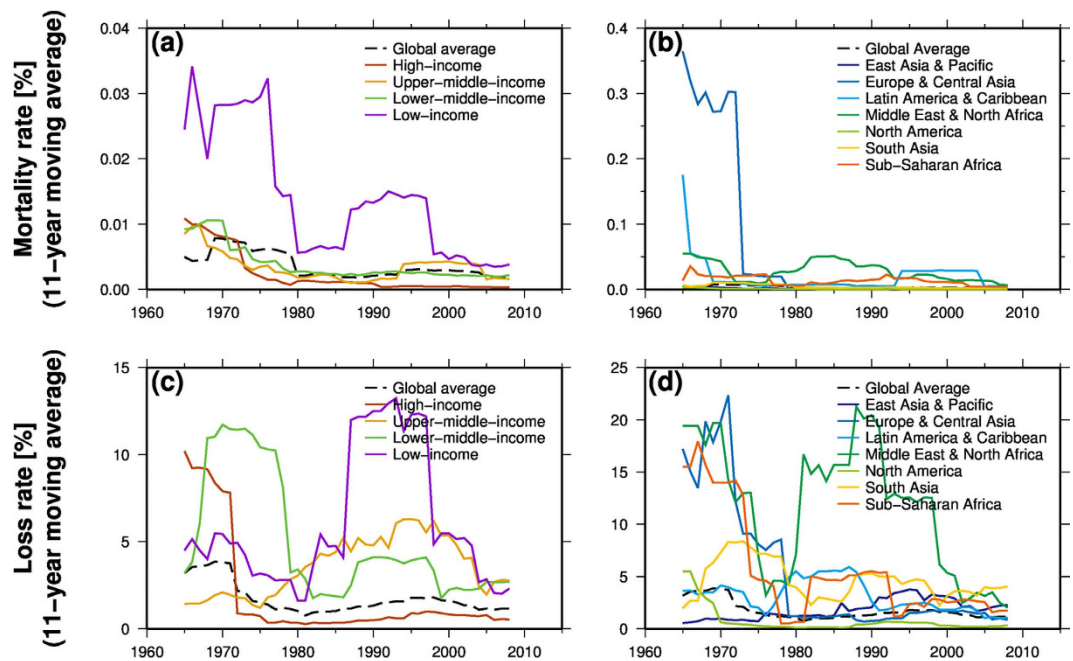 Mortality rate [%]
(11−year moving average)
0.04
0.03
0.02
0.01
0.00
(a)
Global average
High−income
Upper−middle−income
Lower−middle−income
Low−income
1960 1970 1980 1990 2000 2010
0.4
0.3
0.2
0.1
0.0
(b)
Global Average
East Asia & Pacific
Europe & Central Asia
Latin America & Caribbean
Middle East & North Africa
North America
South Asia
Sub−Saharan Africa
1960 1970 1980 1990 2000 2010
Loss rate [%]
(11−year moving average)
15
10
5
0
(c)
Global average
High−income
Upper−middle−income
Lower−middle−income
Low−income
1960 1970 1980 1990 2000 2010
25
20
15
10
5
0
(d)
Global Average
East Asia & Pacific
Europe & Central Asia
Latin America & Caribbean
Middle East & North Africa
North America
South Asia
Sub−Saharan Africa
1960 1970 1980 1990 2000 2010